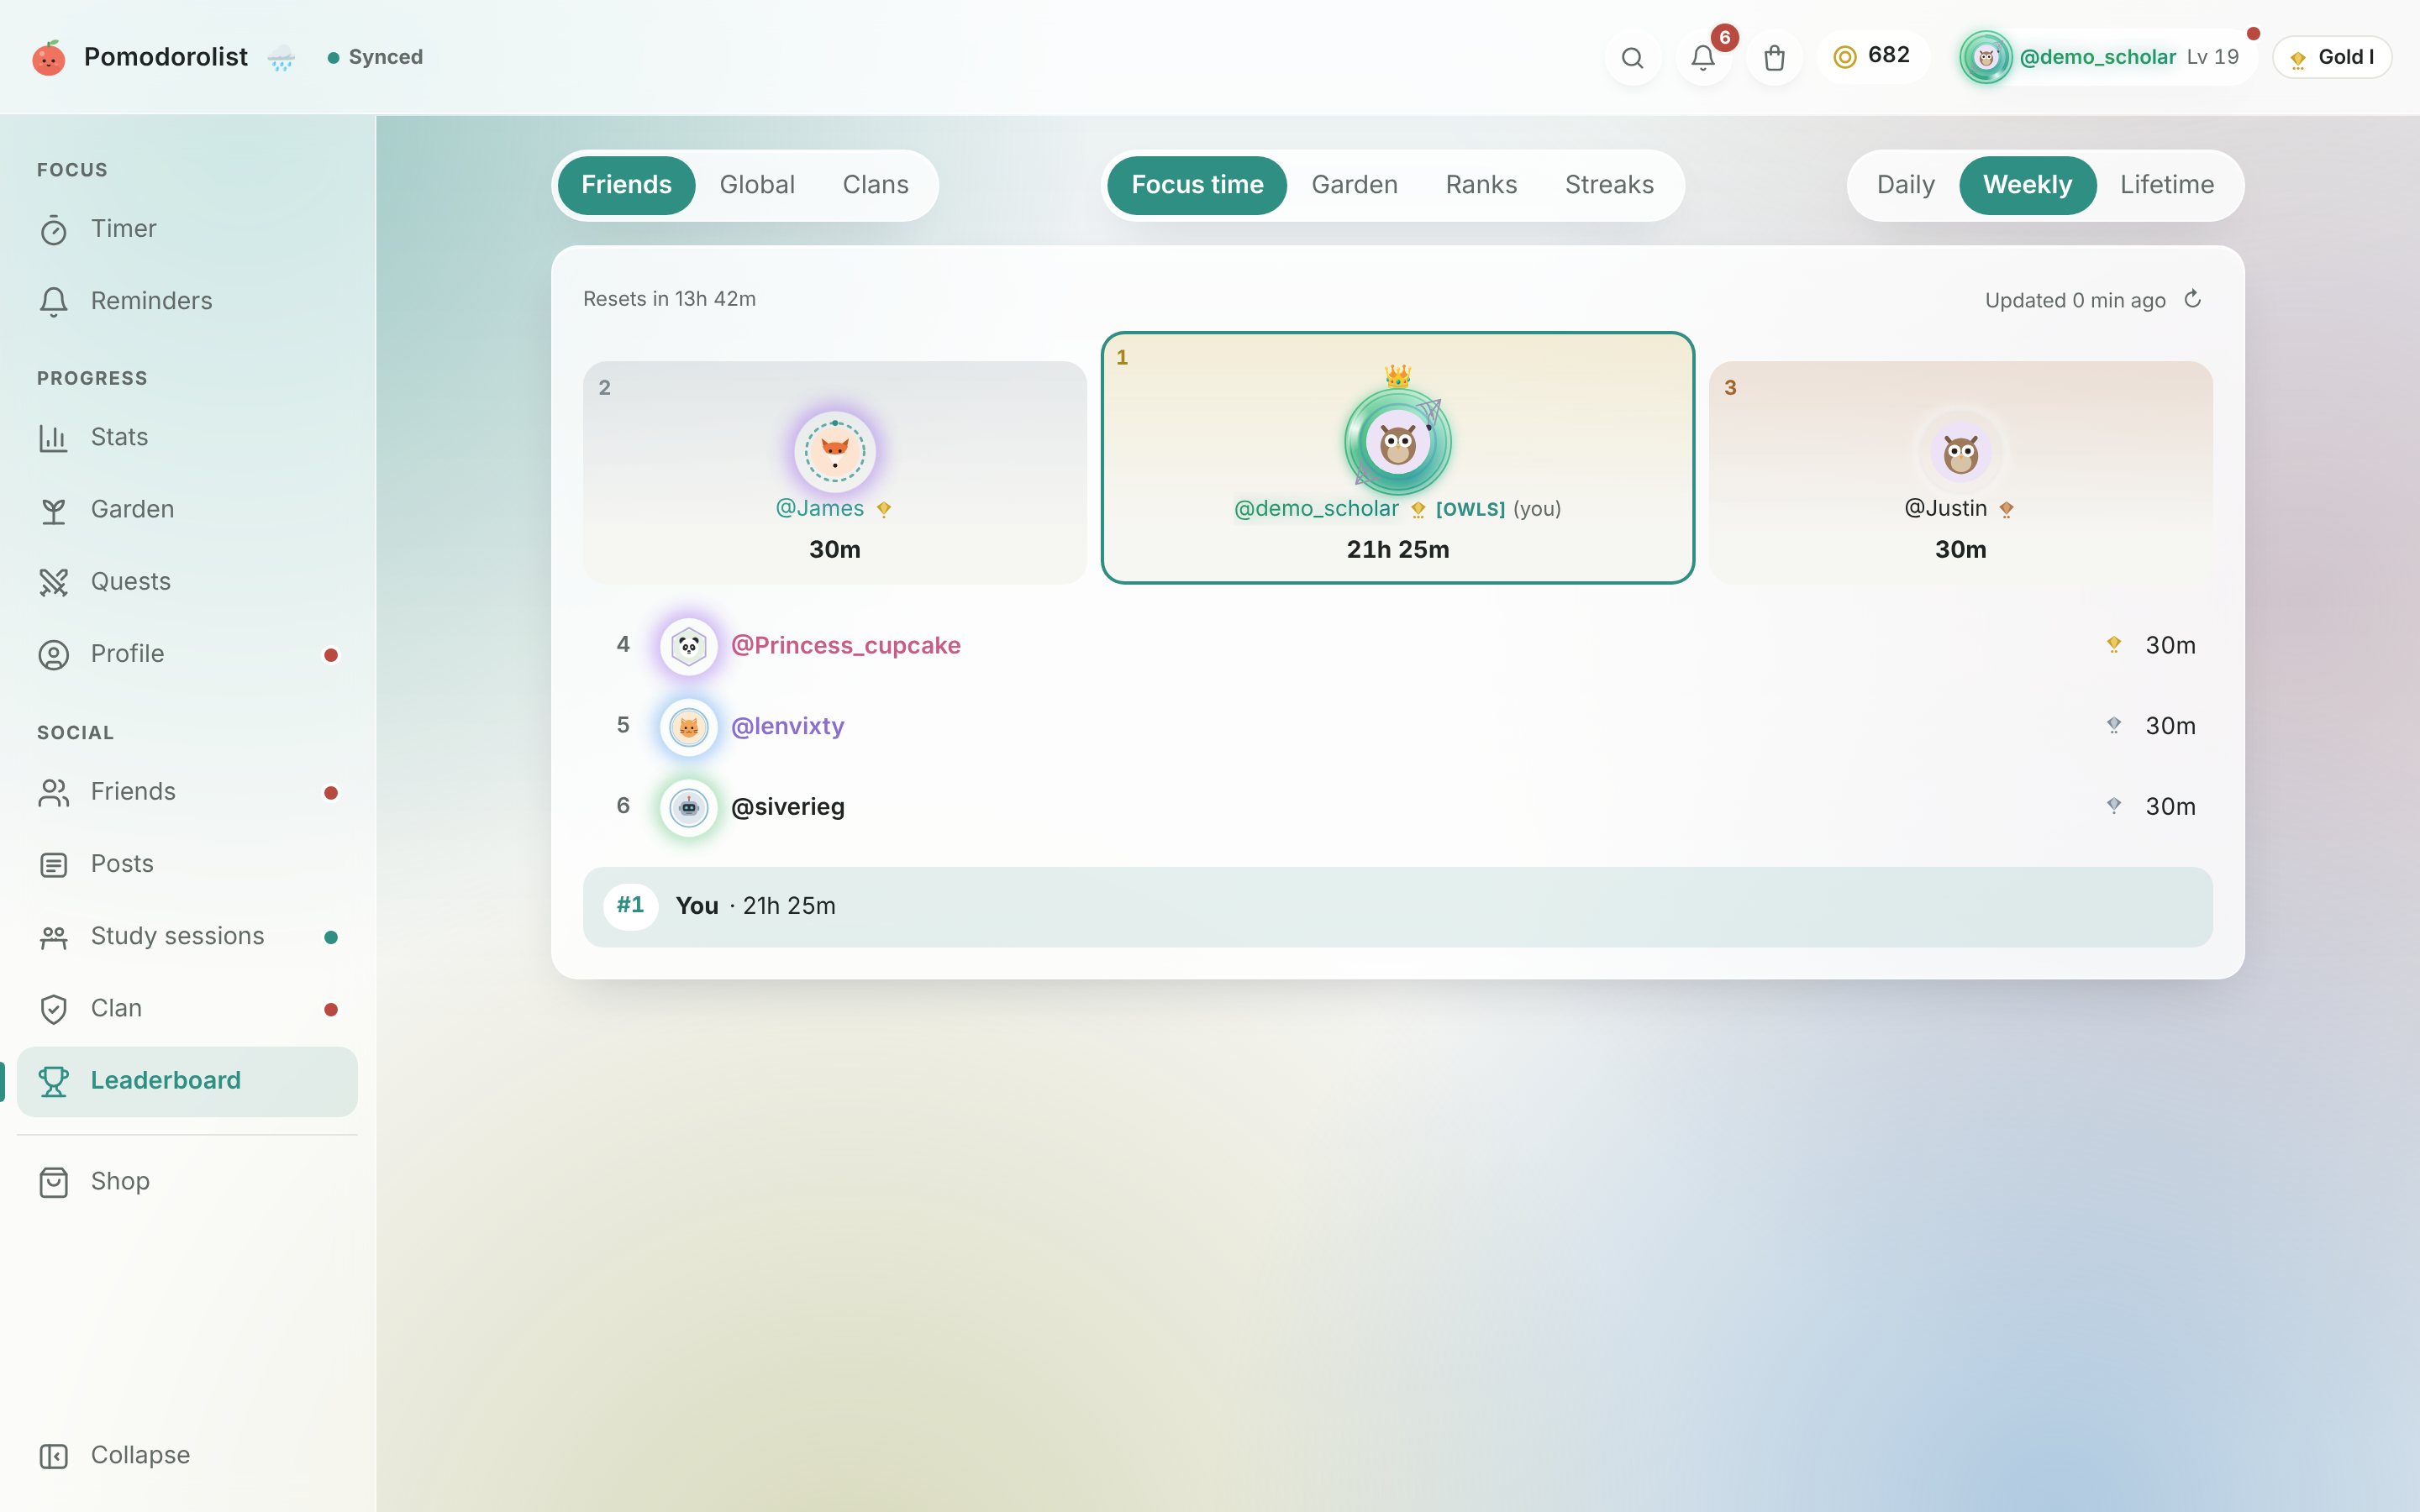 Pomodorolist
Synced
6
682
@demo_scholar Lv 19
Gold I
FOCUS
Timer
Reminders
PROGRESS
Stats
Garden
Quests
Profile
SOCIAL
Friends
Posts
Study sessions
Clan
Leaderboard
Shop
Collapse
Friends Global Clans
Focus time Garden Ranks Streaks
Daily Weekly Lifetime
Resets in 13h 42m
Updated 0 min ago
2
@James
30m
1
@demo_scholar [OWLS] (you)
21h 25m
3
@Justin
30m
4 @Princess_cupcake 30m
5 @lenvixty 30m
6 @siverieg 30m
#1 You · 21h 25m